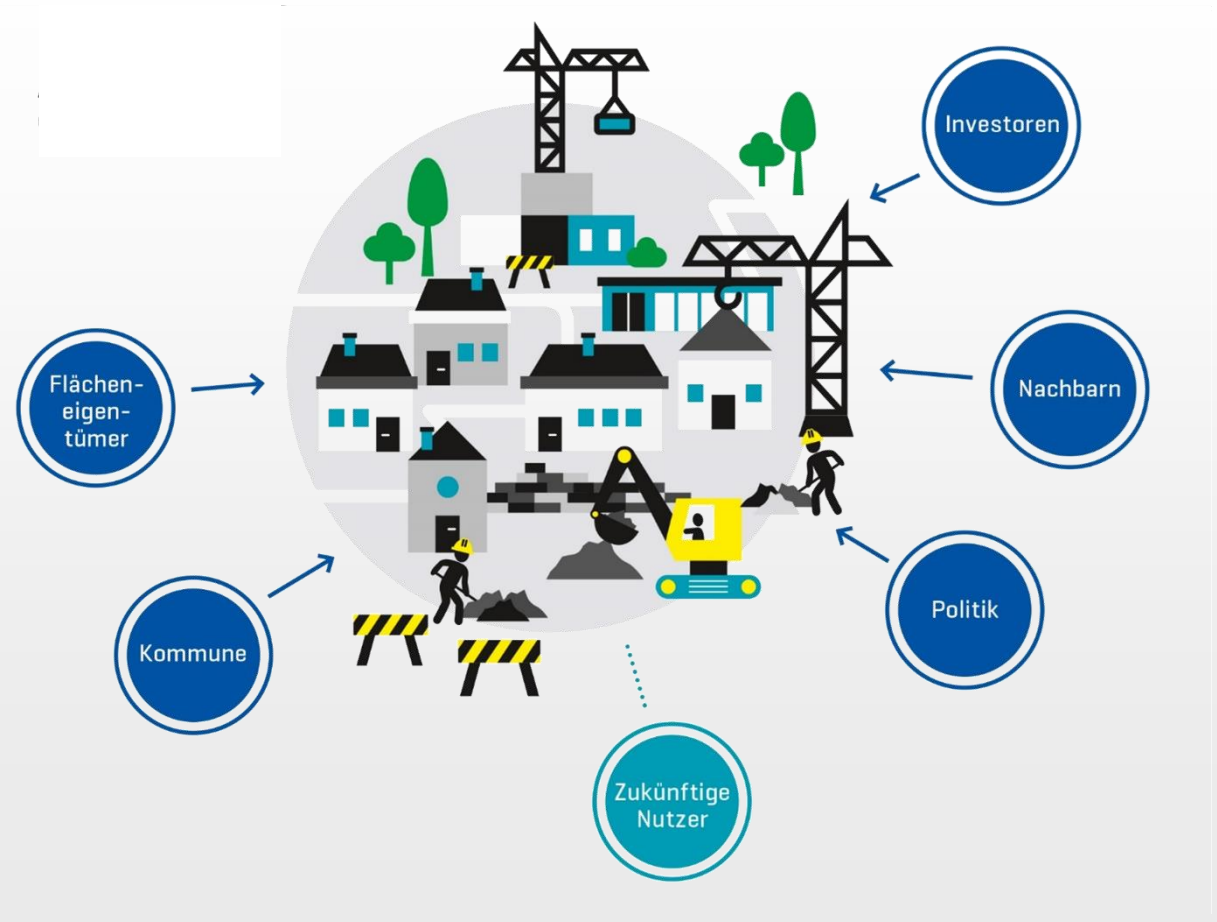 Investoren
Flächen-
eigen-
tümer
Nachbarn
Politik
Kommune
Zukünftige
Nutzer